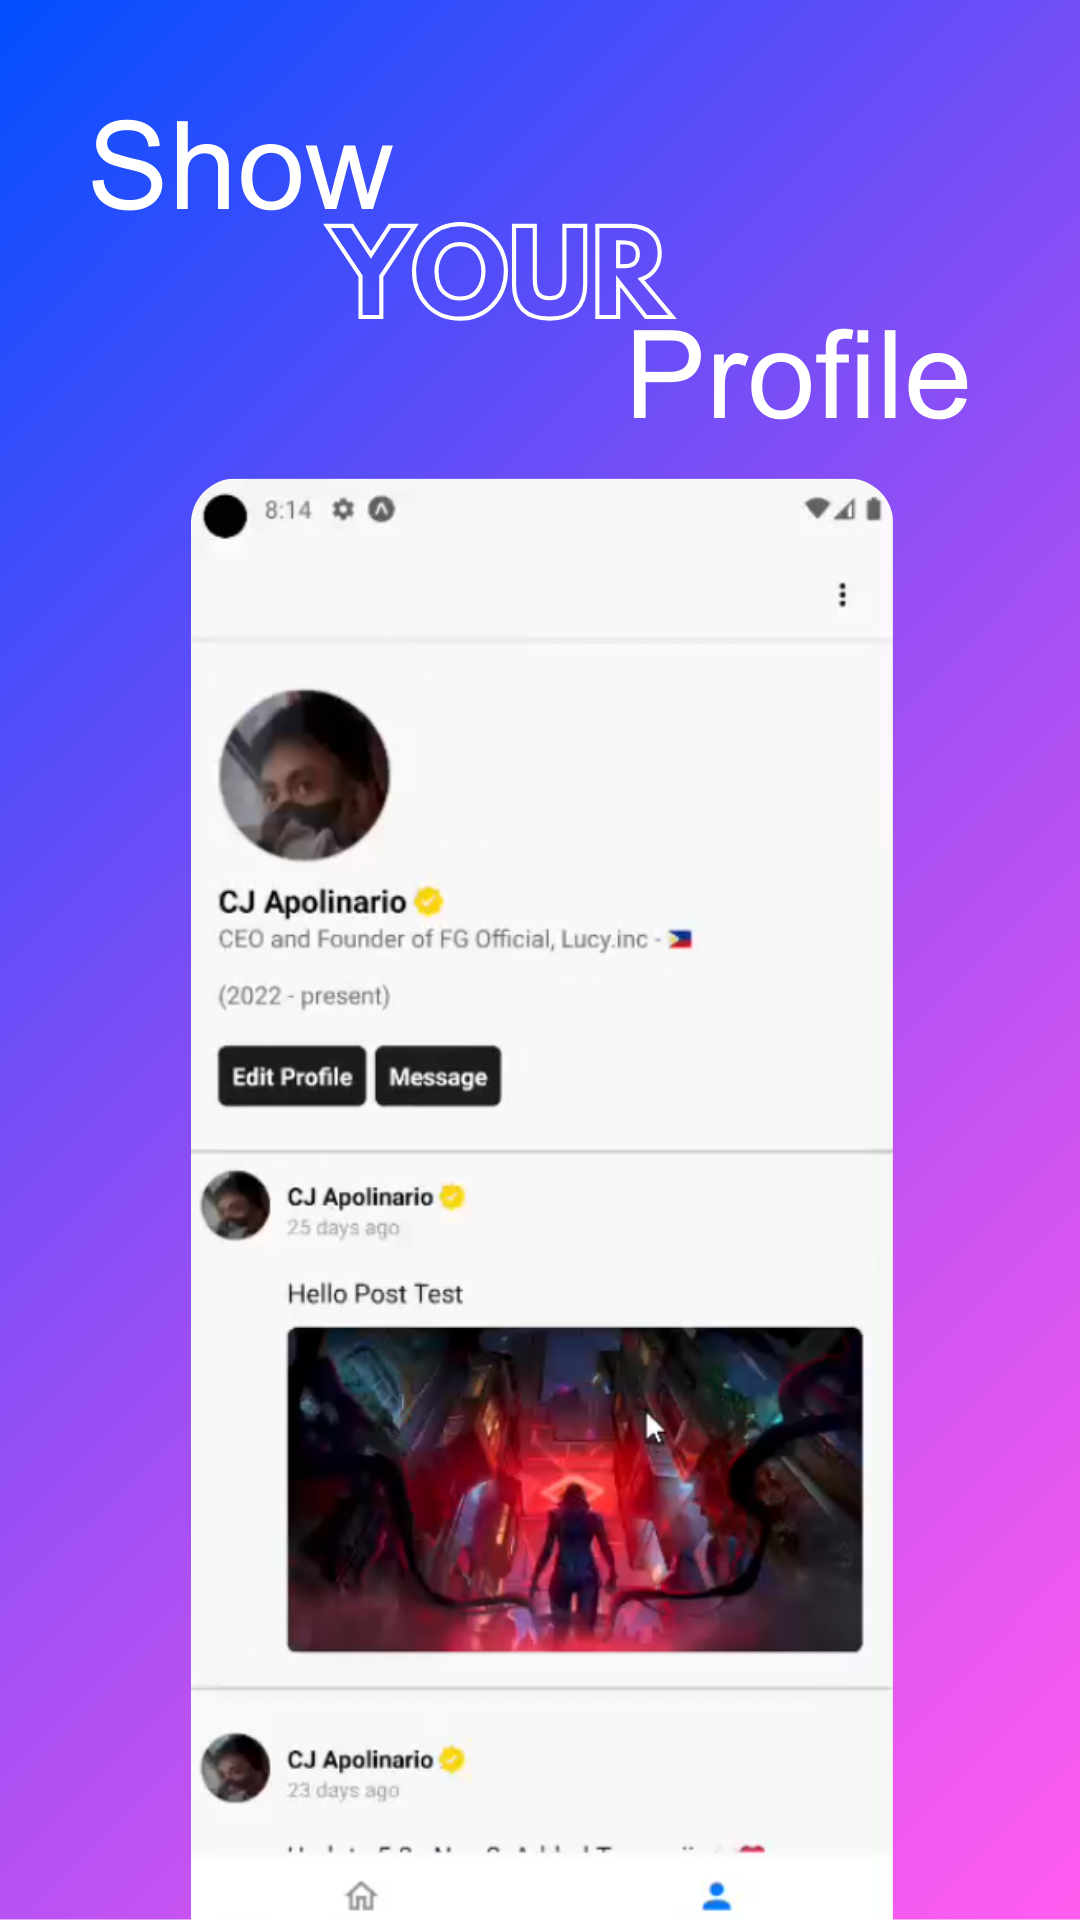 Show
YOUR
Profile
8:14
CJ Apolinario
CEO and Founder of FG Official, Lucy.inc - 🇵🇭
(2022 - present)
Edit Profile
Message
CJ Apolinario
25 days ago
Hello Post Test
CJ Apolinario
23 days ago